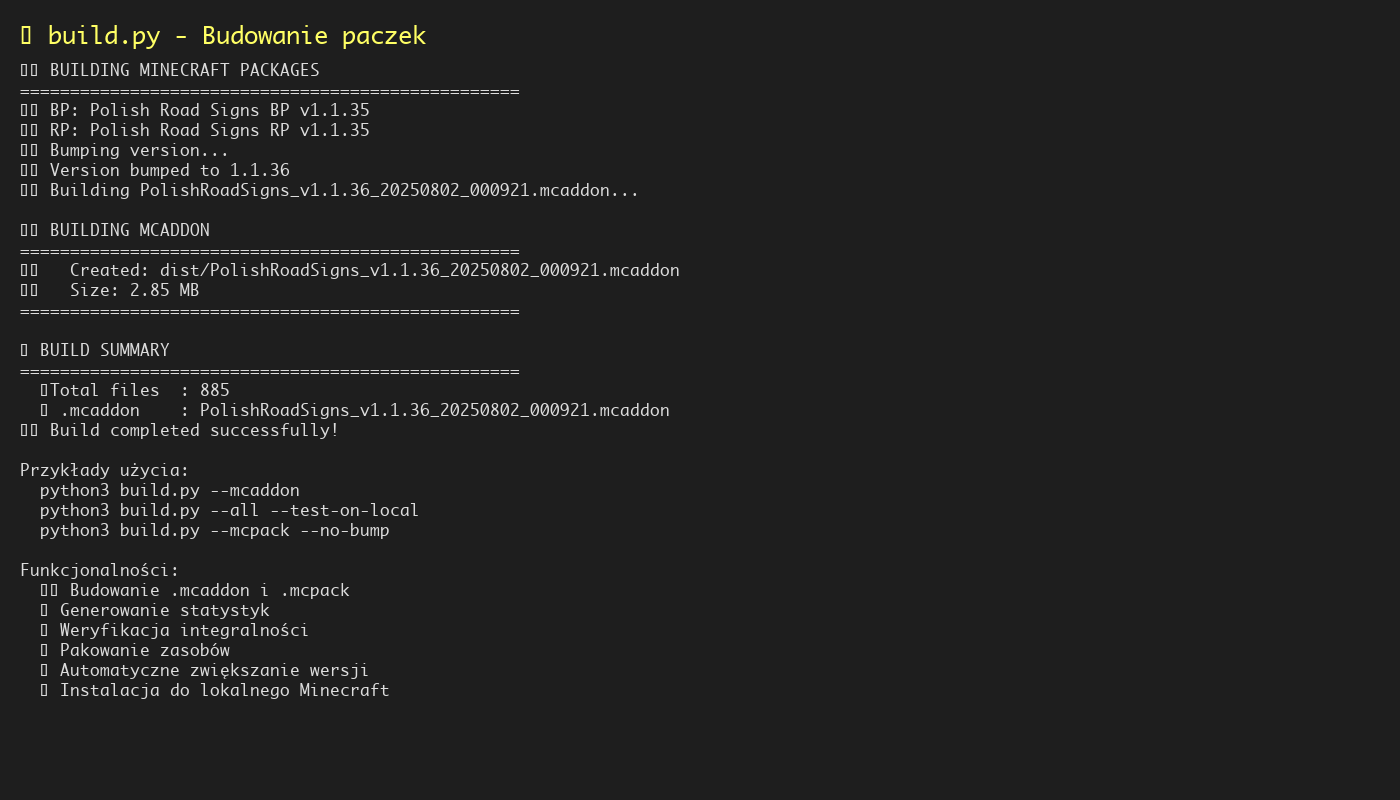 build.py - Budowanie paczek
BUILDING MINECRAFT PACKAGES
==================================================
BP: Polish Road Signs BP v1.1.35
RP: Polish Road Signs RP v1.1.35
Bumping version...
Version bumped to 1.1.36
Building PolishRoadSigns_v1.1.36_20250802_000921.mcaddon...
BUILDING MCADDON
==================================================
Created: dist/PolishRoadSigns_v1.1.36_20250802_000921.mcaddon
Size: 2.85 MB
==================================================
BUILD SUMMARY
==================================================
Total files  : 885
.mcaddon    : PolishRoadSigns_v1.1.36_20250802_000921.mcaddon
Build completed successfully!
Przykłady użycia:
python3 build.py --mcaddon
python3 build.py --all --test-on-local
python3 build.py --mcpack --no-bump
Funkcjonalności:
Budowanie .mcaddon i .mcpack
Generowanie statystyk
Weryfikacja integralności
Pakowanie zasobów
Automatyczne zwiększanie wersji
Instalacja do lokalnego Minecraft